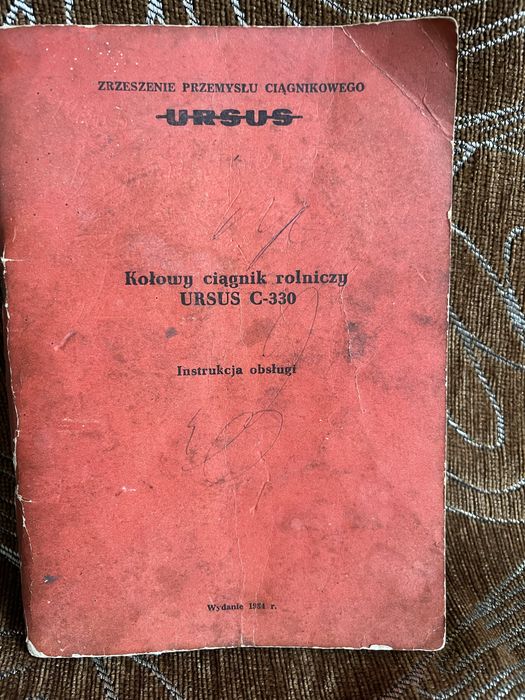 ZRZESZENIE PRZEMYSŁU CIĄGNIKOWEGO
URSUS
Kołowy ciągnik rolniczy
URSUS C-330
Instrukcja obsługi
Wydanie 1984 r.